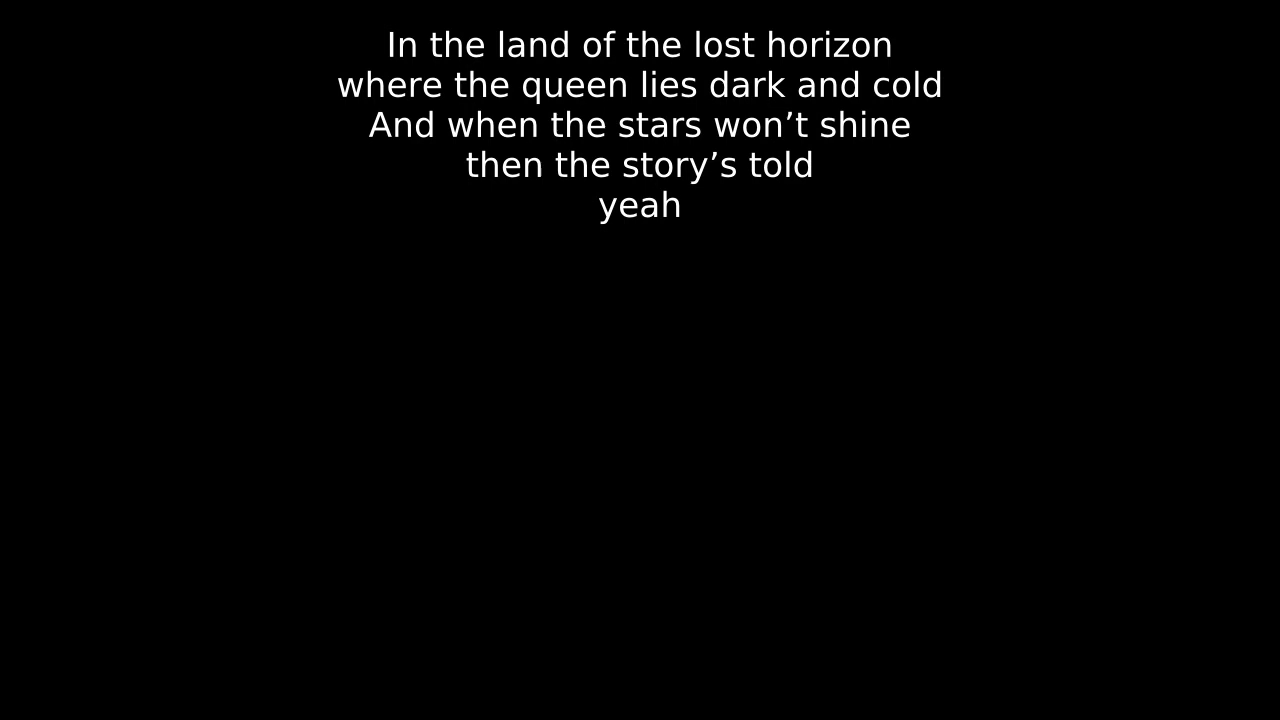 In the land of the lost horizon
where the queen lies dark and cold
And when the stars won’t shine
then the story’s told
yeah